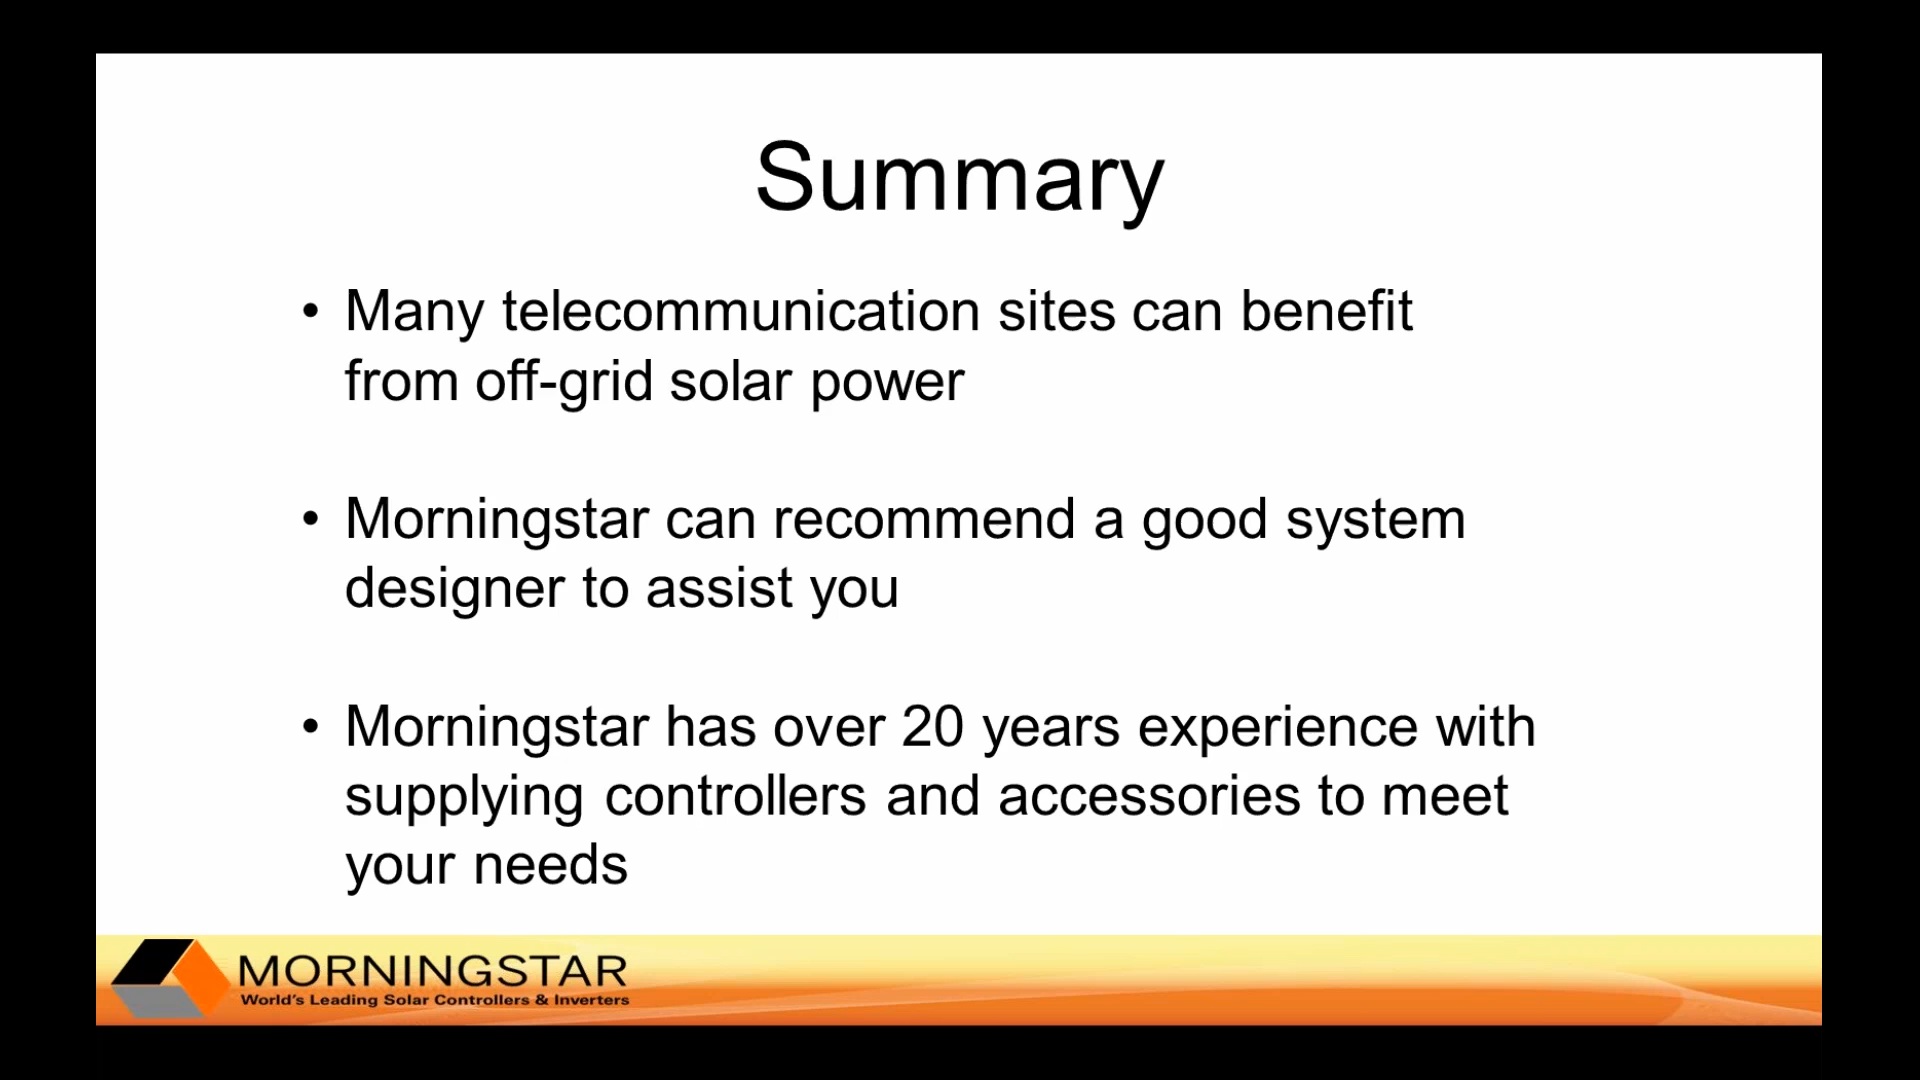 Summary
• Many telecommunication sites can benefit
from off-grid solar power
• Morningstar can recommend a good system
designer to assist you
• Morningstar has over 20 years experience with
supplying controllers and accessories to meet
your needs
MORNINGSTAR
World's Leading Solar Controllers & Inverters